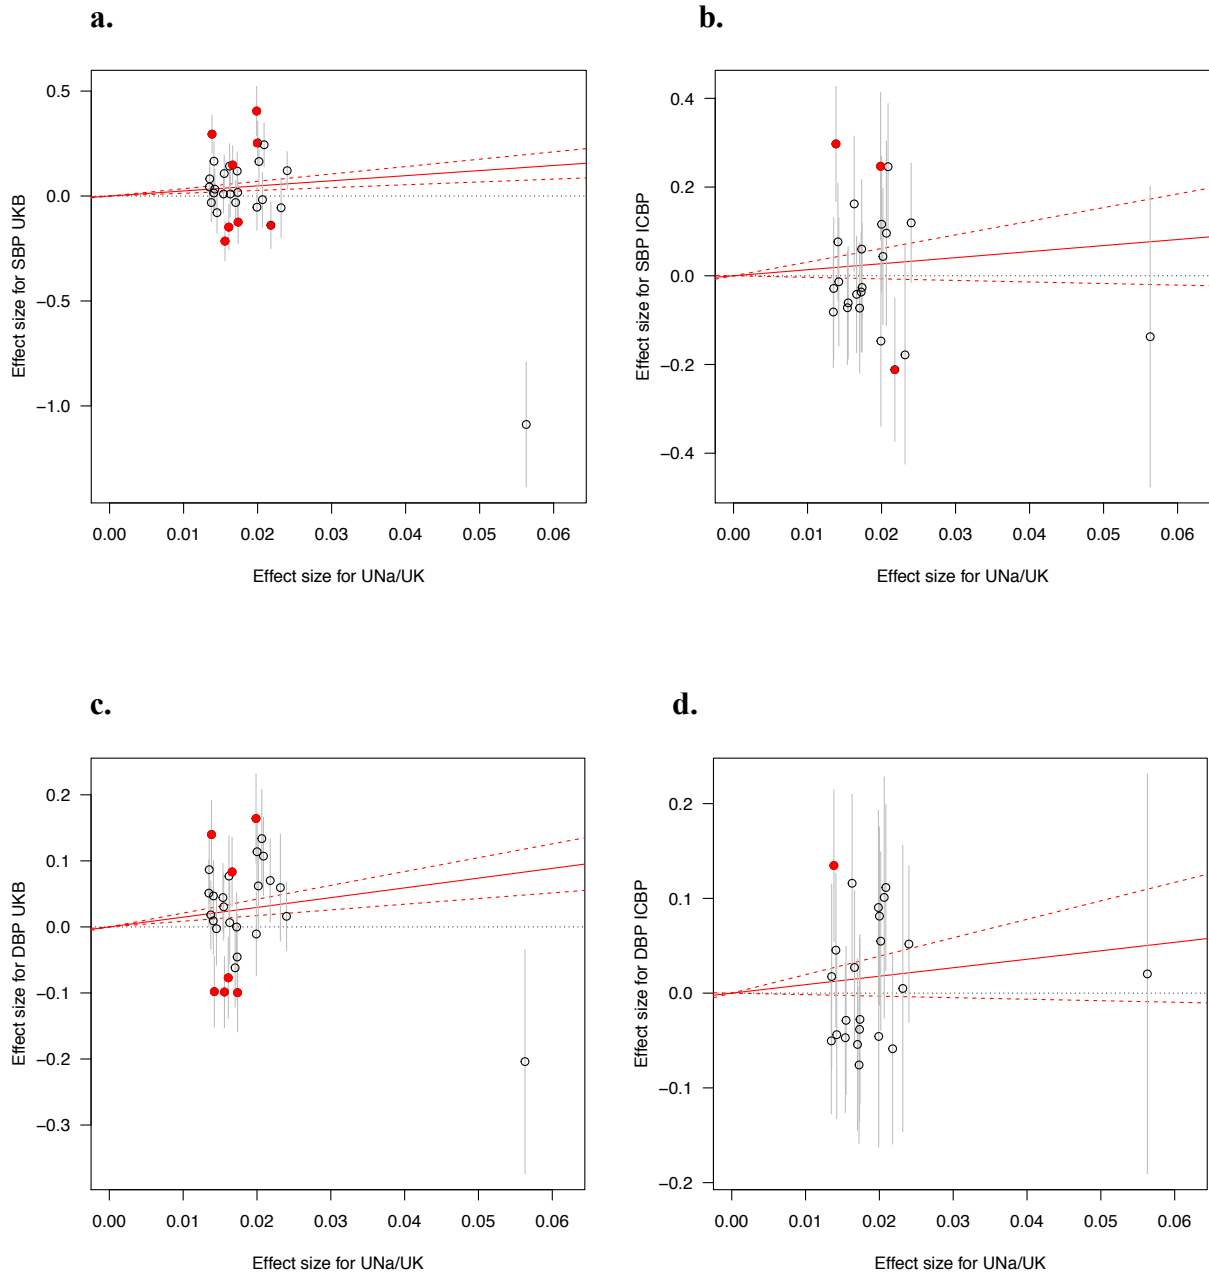 a.
Effect size for SBP UKB
0.5
0.0
−0.5
−1.0
0.00 0.01 0.02 0.03 0.04 0.05 0.06
Effect size for UNa/UK
b.
Effect size for SBP ICBP
0.4
0.2
0.0
−0.2
−0.4
0.00 0.01 0.02 0.03 0.04 0.05 0.06
Effect size for UNa/UK
c.
Effect size for DBP UKB
0.2
0.1
0.0
−0.1
−0.2
−0.3
0.00 0.01 0.02 0.03 0.04 0.05 0.06
Effect size for UNa/UK
d.
Effect size for DBP ICBP
0.2
0.1
0.0
−0.1
−0.2
0.00 0.01 0.02 0.03 0.04 0.05 0.06
Effect size for UNa/UK